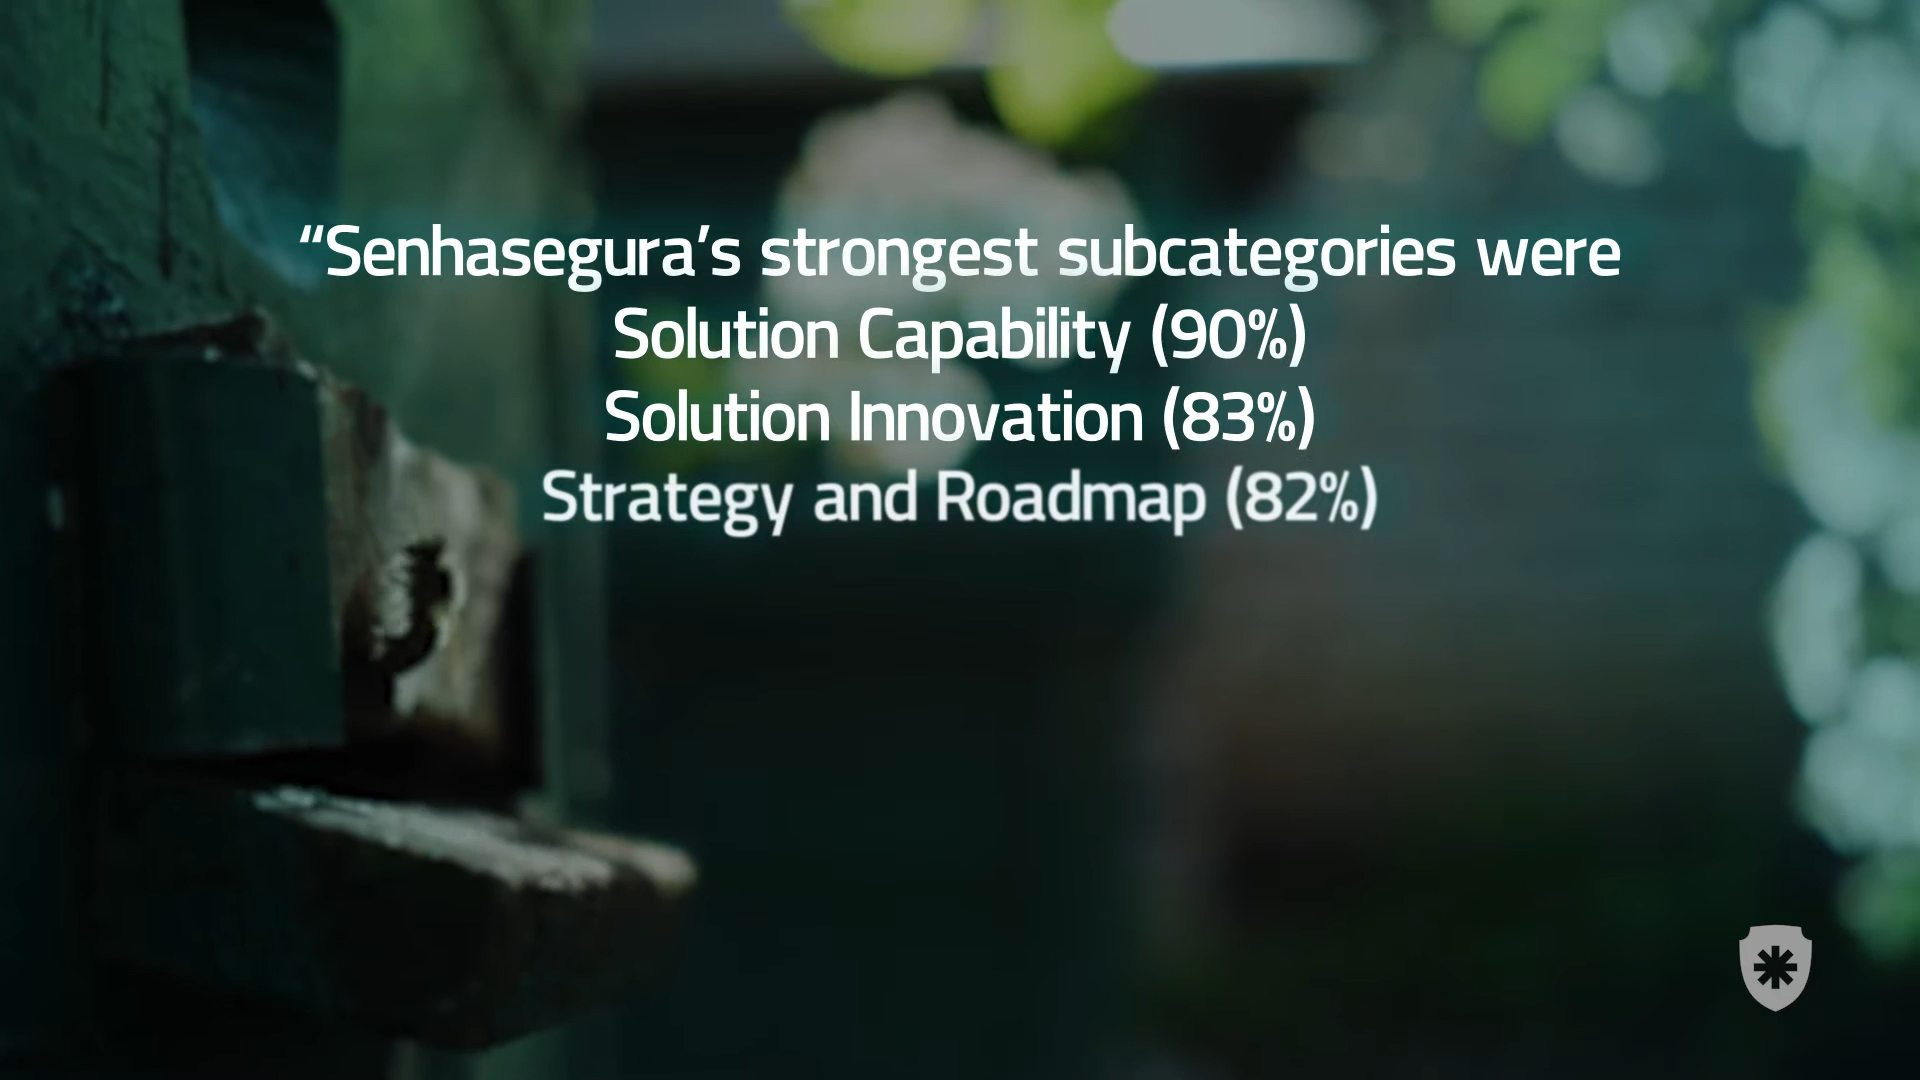 “Senhasegura’s strongest subcategories were
Solution Capability (90%)
Solution Innovation (83%)
Strategy and Roadmap (82%)